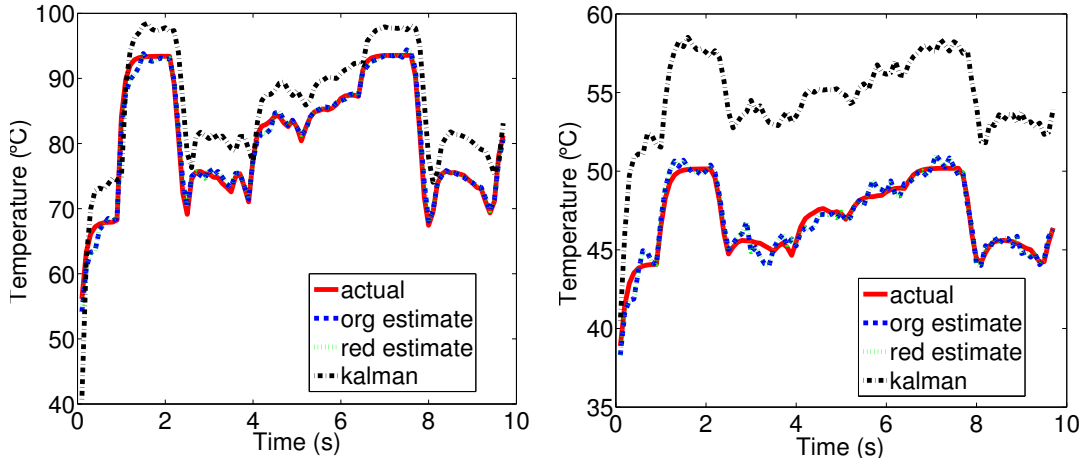 100
90
80
70
60
50
40
0
2
4
6
8
10
Temperature (°C)
Time (s)
actual
org estimate
red estimate
kalman
60
55
50
45
40
35
0
2
4
6
8
10
Temperature (°C)
Time (s)
actual
org estimate
red estimate
kalman